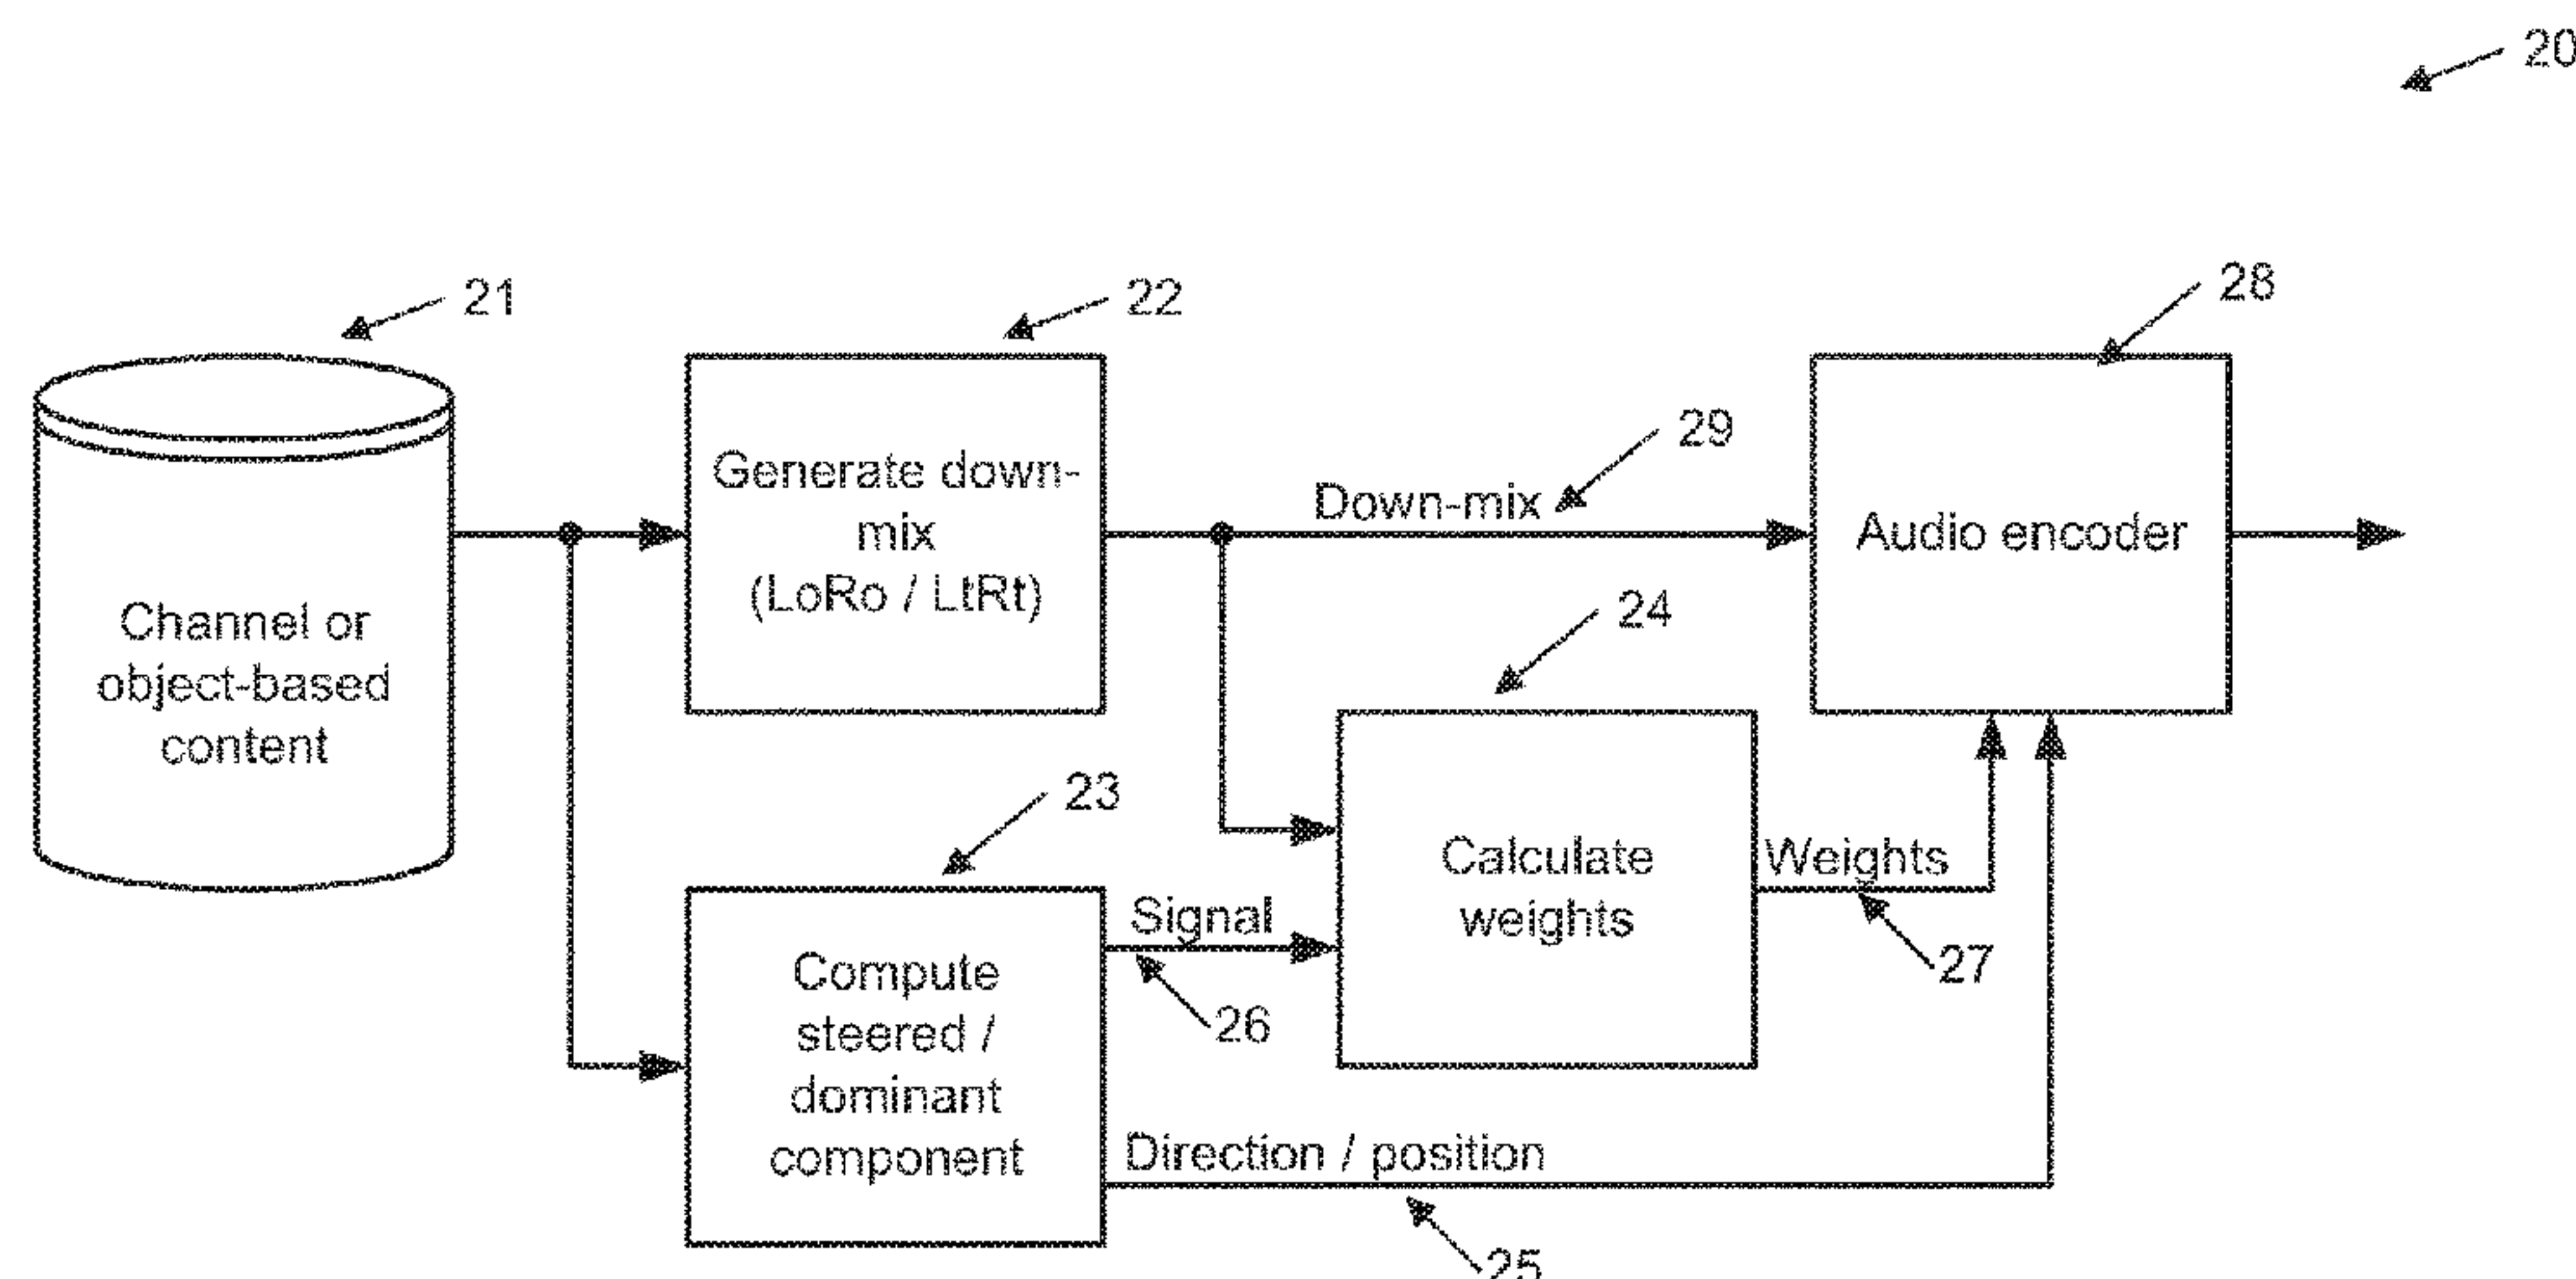 20
21
22
28
Generate down-
mix
(LoRo / LtRt)
Down-mix
29
Audio encoder
Channel or
object-based
content
24
23
Calculate
weights
Weights
27
Signal
26
Compute
steered /
dominant
component
Direction / position
25